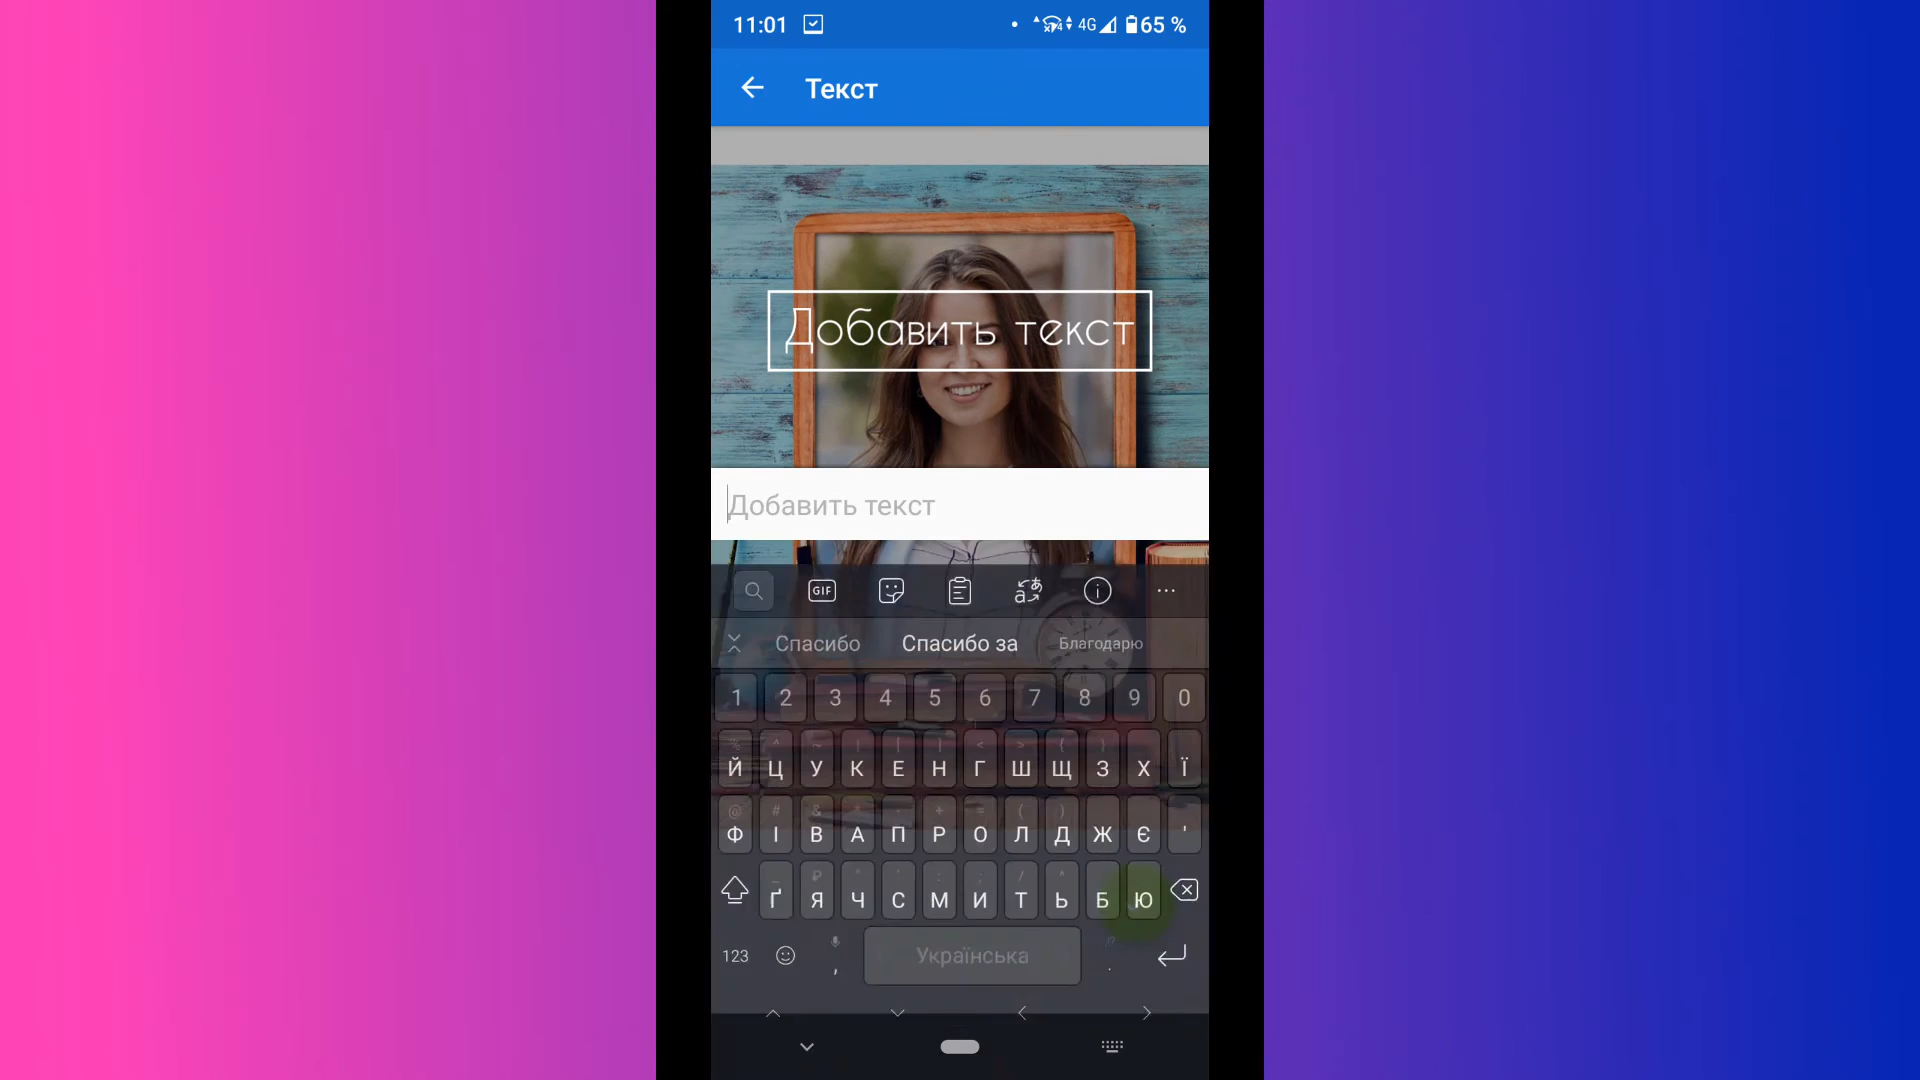 11:01 4G 65 %
Текст
Добавить текст
Добавить текст
GIF
Спасибо Спасибо за Благодарю
1 2 3 4 5 6 7 8 9 0
Й Ц У К Е Н Г Ш Щ З Х Ї
Ф І В А П Р О Л Д Ж Є '
Ґ Я Ч С М И Т Ь Б Ю
123 , Українська .